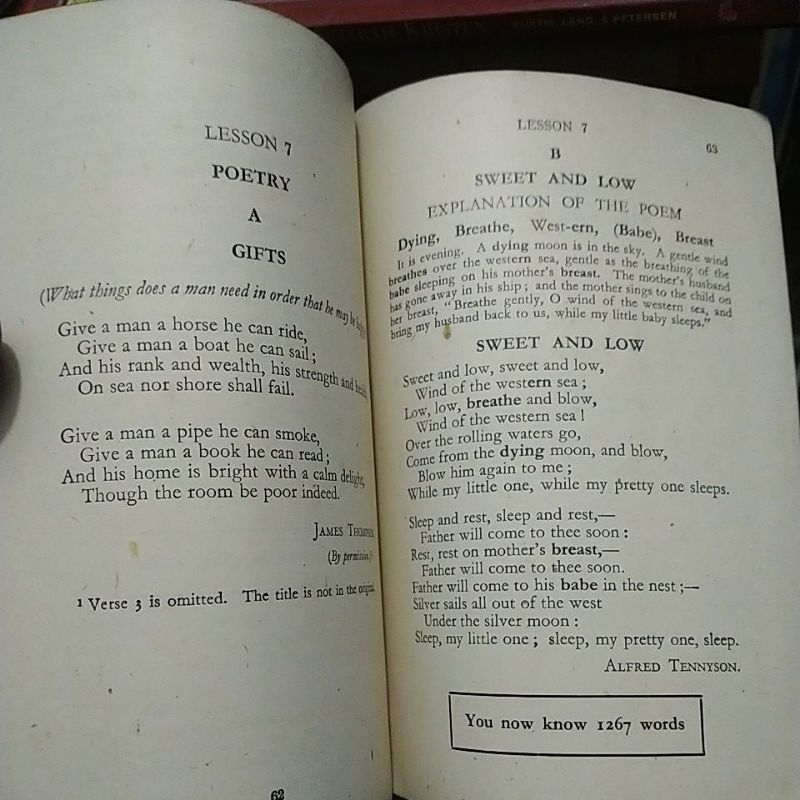 CURTIS, LANG, & PETERSEN
LESSON 7
POETRY
A
GIFTS
(What things does a man need in order that he may be happy
Give a man a horse he can ride,
Give a man a boat he can sail;
And his rank and wealth, his strength and health,
On sea nor shore shall fail.
Give a man a pipe he can smoke,
Give a man a book he can read;
And his home is bright with a calm delight,
Though the room be poor indeed.
JAMES THOMSON
(By permission)
1 Verse 3 is omitted. The title is not in the original
62
LESSON 7
63
B
SWEET AND LOW
EXPLANATION OF THE POEM
Dying, Breathe, West-ern, (Babe), Breast
It is evening. A dying moon is in the sky. A gentle wind
breathes over the western sea, gentle as the breathing of the
babe sleeping on his mother's breast. The mother's husband
has gone away in his ship; and the mother sings to the child on
her breast, "Breathe gently, O wind of the western sea, and
bring my husband back to us, while my little baby sleeps."
SWEET AND LOW
Sweet and low, sweet and low,
Wind of the western sea;
Low, low, breathe and blow,
Wind of the western sea!
Over the rolling waters go,
Come from the dying moon, and blow,
Blow him again to me;
While my little one, while my pretty one sleeps.
Sleep and rest, sleep and rest,—
Father will come to thee soon:
Rest, rest on mother's breast,—
Father will come to thee soon.
Father will come to his babe in the nest;—
Silver sails all out of the west
Under the silver moon:
Sleep, my little one; sleep, my pretty one, sleep.
ALFRED TENNYSON.
You now know 1267 words